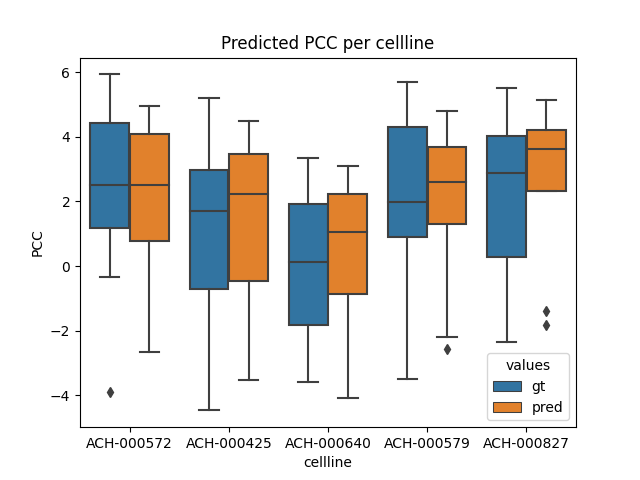 Predicted PCC per cellline
6
4
2
0
−2
−4
PCC
ACH-000572 ACH-000425 ACH-000640 ACH-000579 ACH-000827
cellline
values
gt
pred